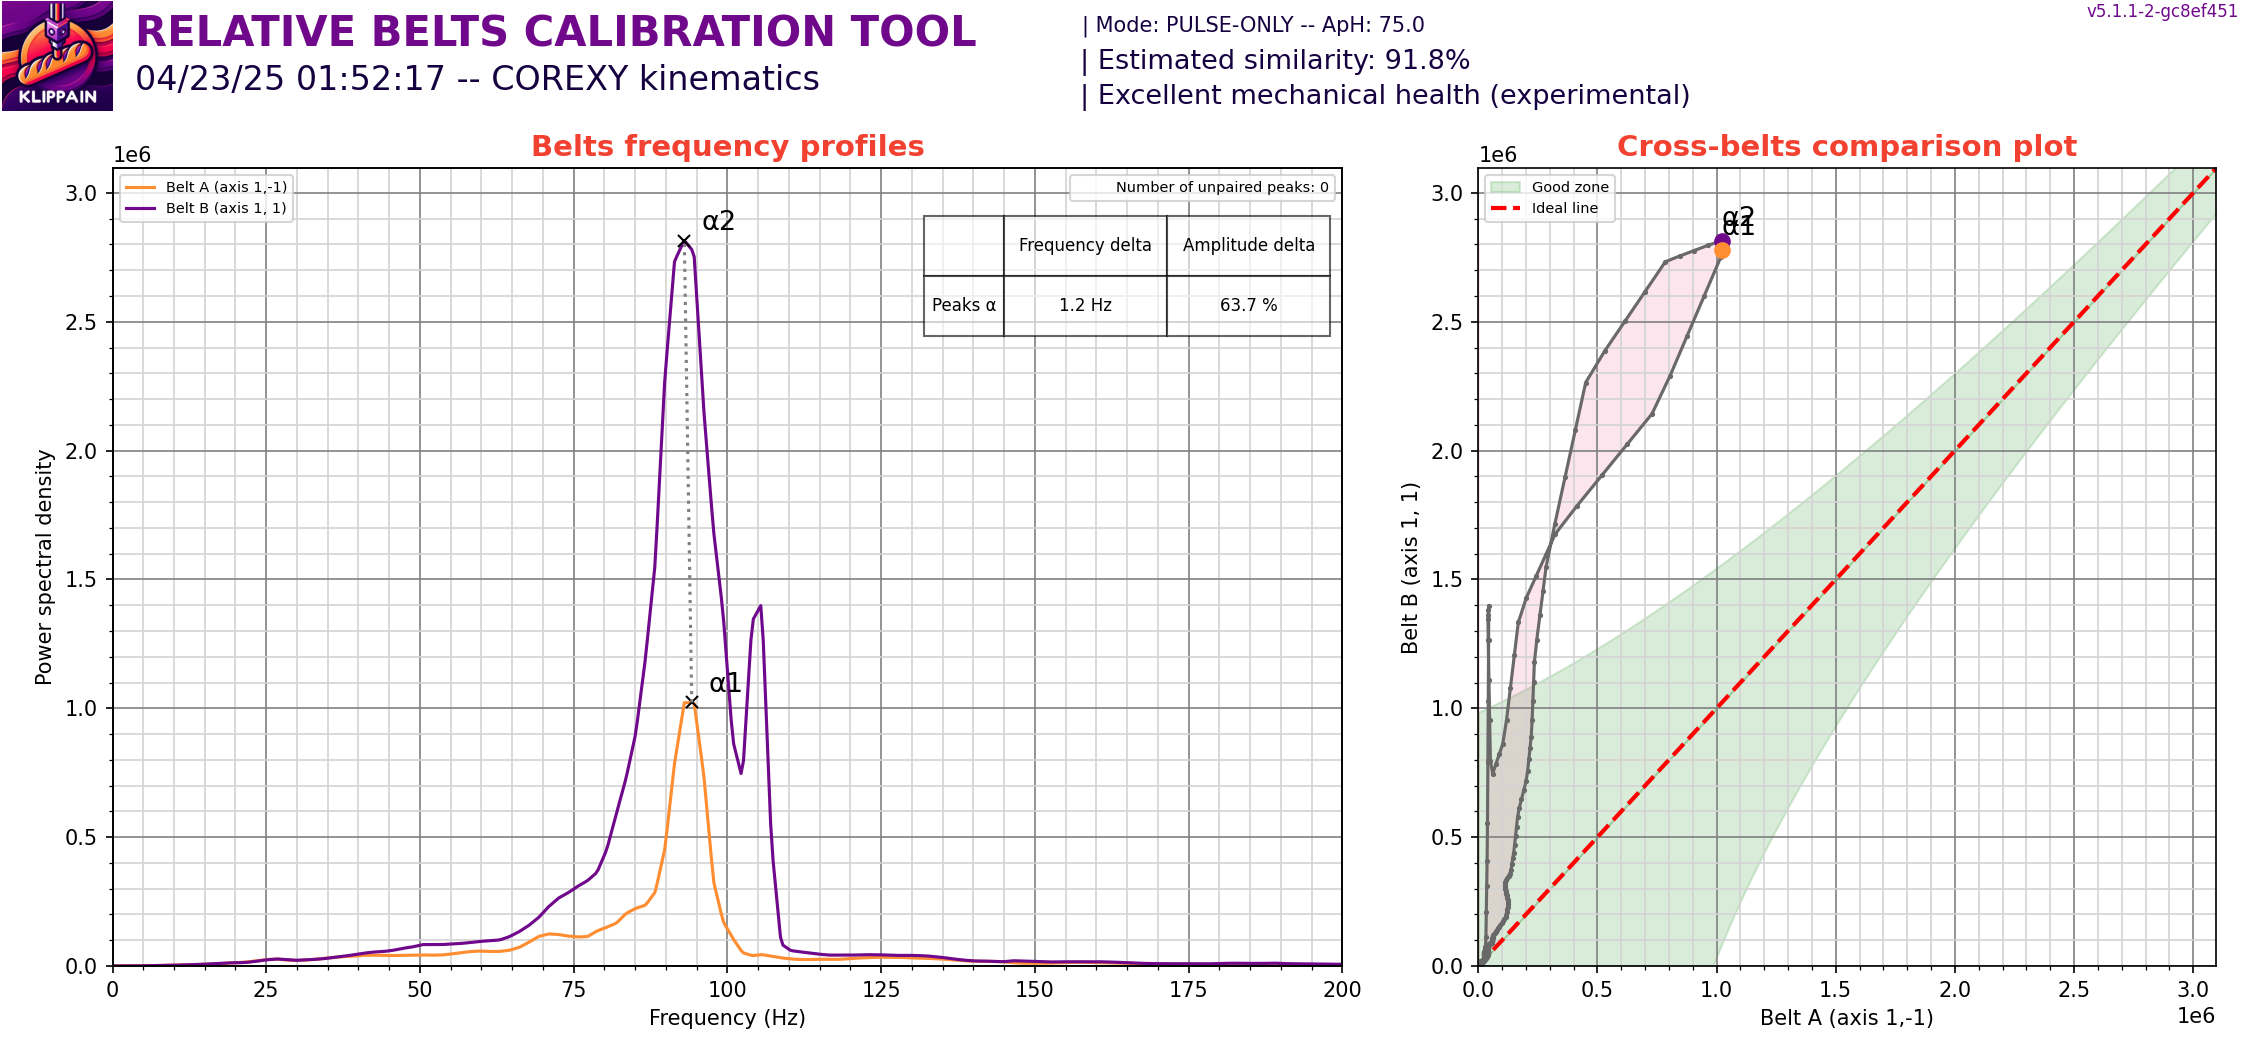 KLIPPAIN
RELATIVE BELTS CALIBRATION TOOL
04/23/25 01:52:17 -- COREXY kinematics
| Mode: PULSE-ONLY -- ApH: 75.0
| Estimated similarity: 91.8%
| Excellent mechanical health (experimental)
v5.1.1-2-gc8ef451
Belts frequency profiles
1e6
Belt A (axis 1,-1)
Belt B (axis 1, 1)
Number of unpaired peaks: 0
Frequency delta Amplitude delta
Peaks α 1.2 Hz 63.7 %
α2
α1
Power spectral density
3.0
2.5
2.0
1.5
1.0
0.5
0.0
0 25 50 75 100 125 150 175 200
Frequency (Hz)
Cross-belts comparison plot
1e6
Good zone
Ideal line
α2
α1
Belt B (axis 1, 1)
3.0
2.5
2.0
1.5
1.0
0.5
0.0
0.0 0.5 1.0 1.5 2.0 2.5 3.0
Belt A (axis 1,-1)
1e6